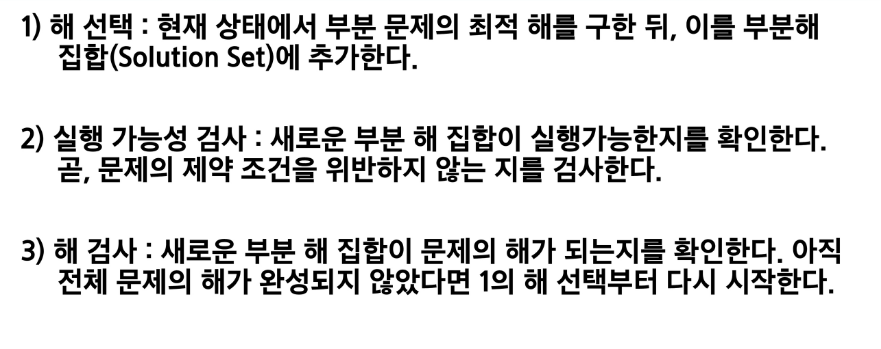 1) 해 선택 : 현재 상태에서 부분 문제의 최적 해를 구한 뒤, 이를 부분해
집합(Solution Set)에 추가한다.
2) 실행 가능성 검사 : 새로운 부분 해 집합이 실행가능한지를 확인한다.
곧, 문제의 제약 조건을 위반하지 않는 지를 검사한다.
3) 해 검사 : 새로운 부분 해 집합이 문제의 해가 되는지를 확인한다. 아직
전체 문제의 해가 완성되지 않았다면 1의 해 선택부터 다시 시작한다.